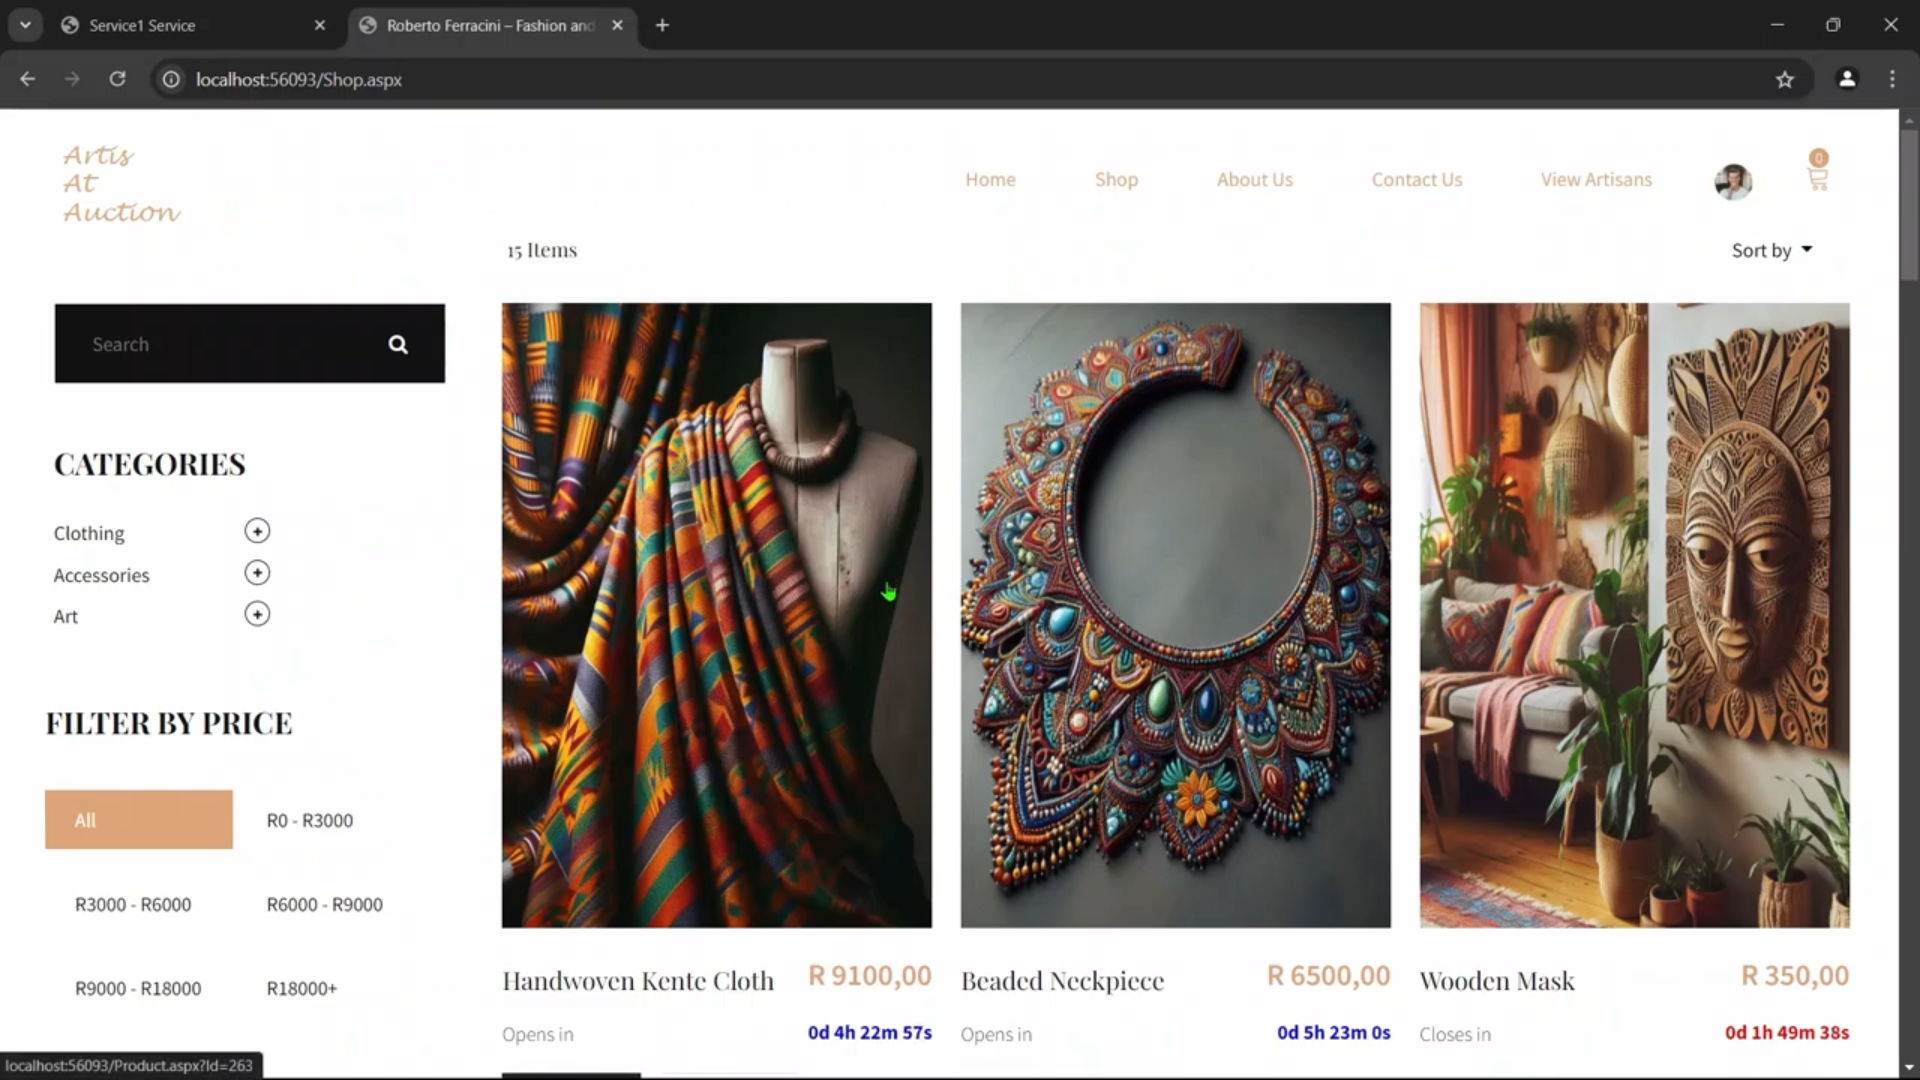 Service1 Service
Roberto Ferracini – Fashion and
localhost:56093/Shop.aspx
Artis
At
Auction
Home
Shop
About Us
Contact Us
View Artisans
0
15 Items
Sort by
Search
CATEGORIES
Clothing
Accessories
Art
FILTER BY PRICE
All
R0 - R3000
R3000 - R6000
R6000 - R9000
R9000 - R18000
R18000+
Handwoven Kente Cloth
R 9100,00
Opens in
0d 4h 22m 57s
Beaded Neckpiece
R 6500,00
Opens in
0d 5h 23m 0s
Wooden Mask
R 350,00
Closes in
0d 1h 49m 38s
localhost:56093/Product.aspx?Id=263